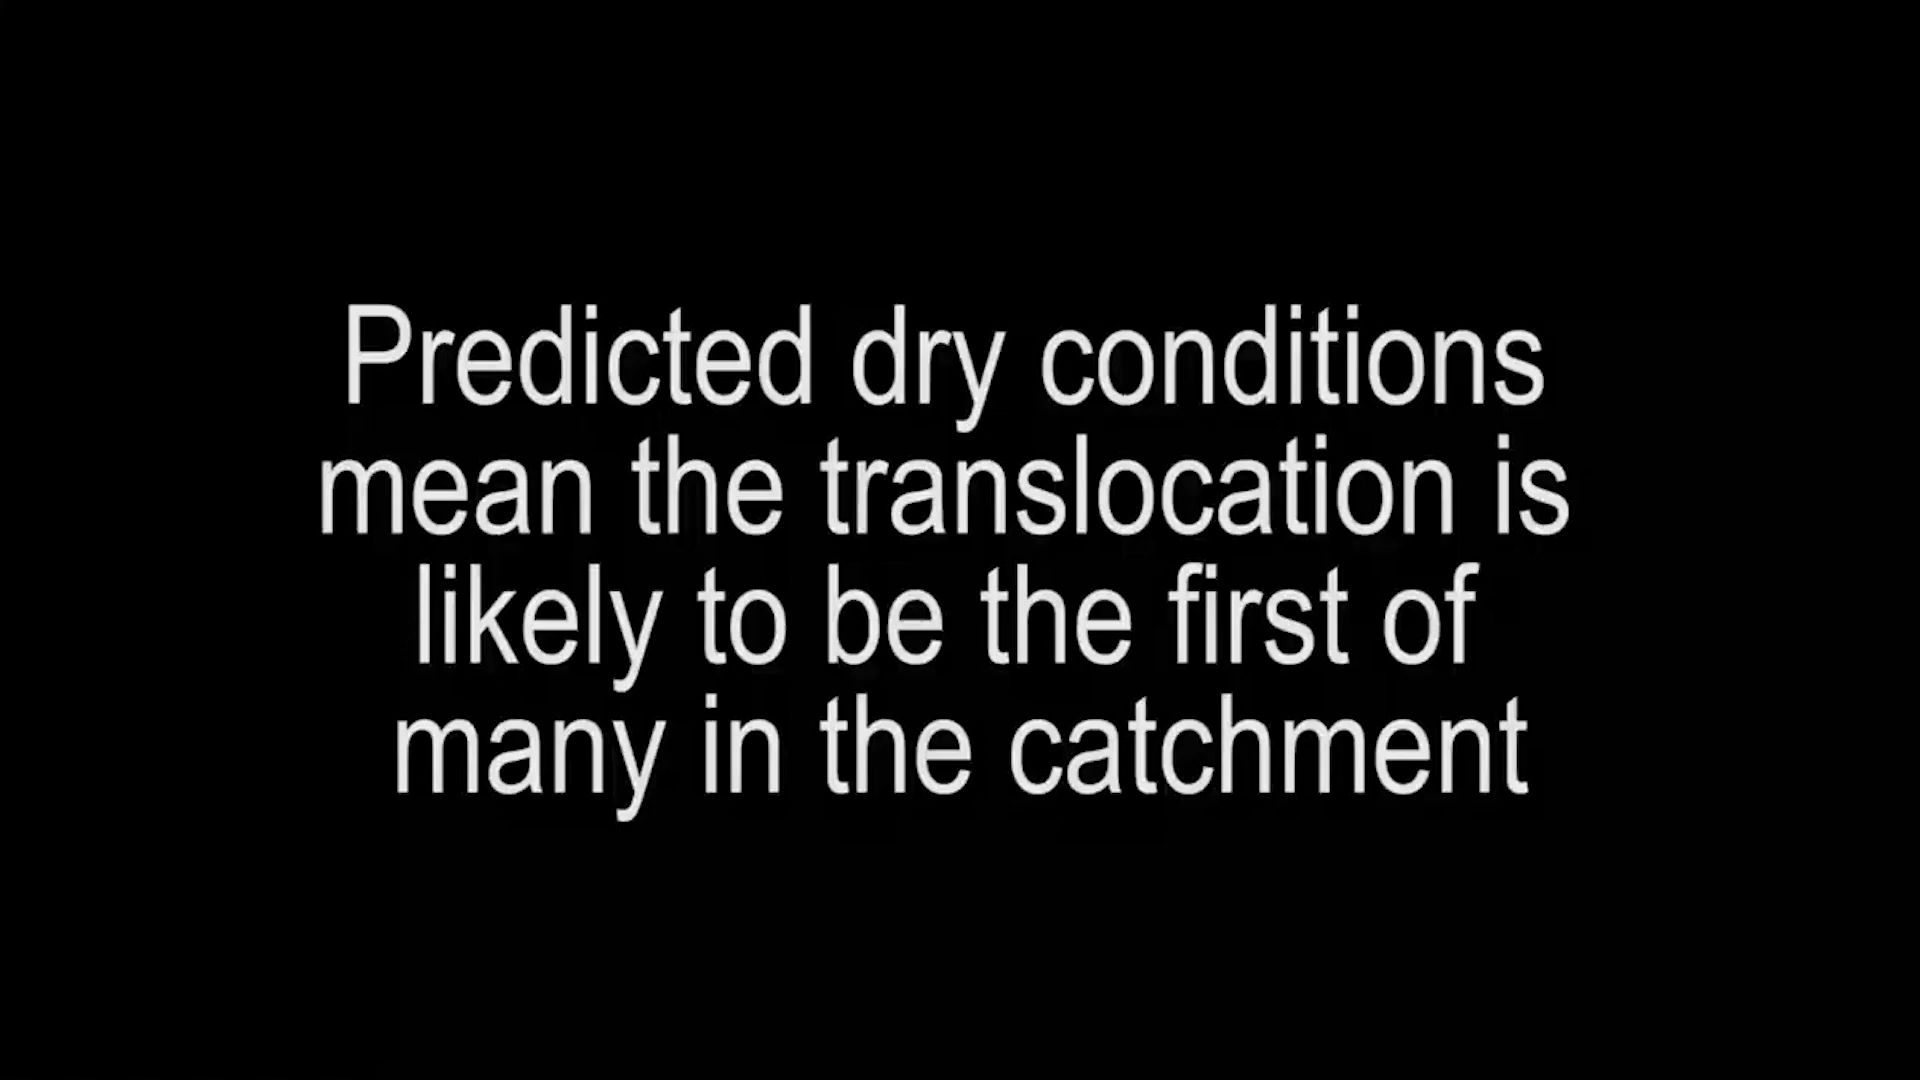 Predicted dry conditions
mean the translocation is
likely to be the first of
many in the catchment